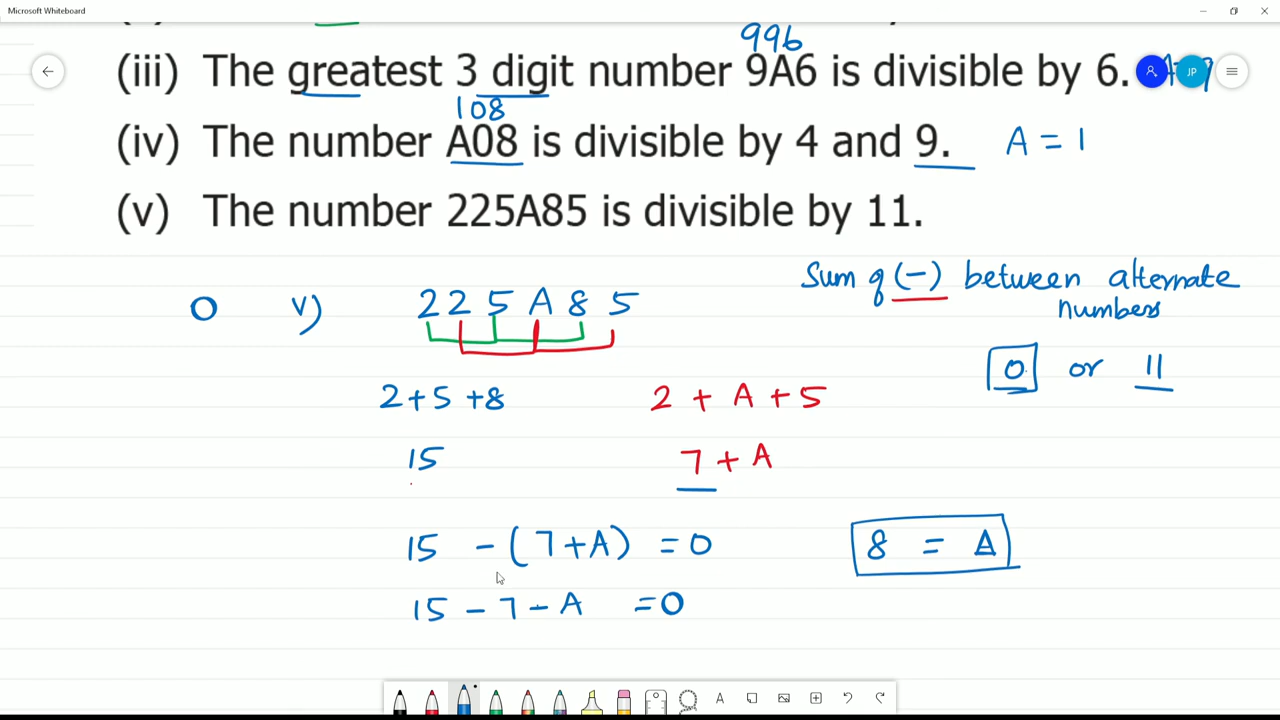 Microsoft Whiteboard
996
(iii) The greatest 3 digit number 9A6 is divisible by 6.
JP
108
(iv) The number A08 is divisible by 4 and 9. A = 1
(v) The number 225A85 is divisible by 11.
Sum of (-) between alternate numbers
0 v) 2 2 5 A 8 5
0 or 11
2+5+8 2 + A + 5
15 7 + A
15 - (7+A) = 0 8 = A
15 - 7 - A = 0
A